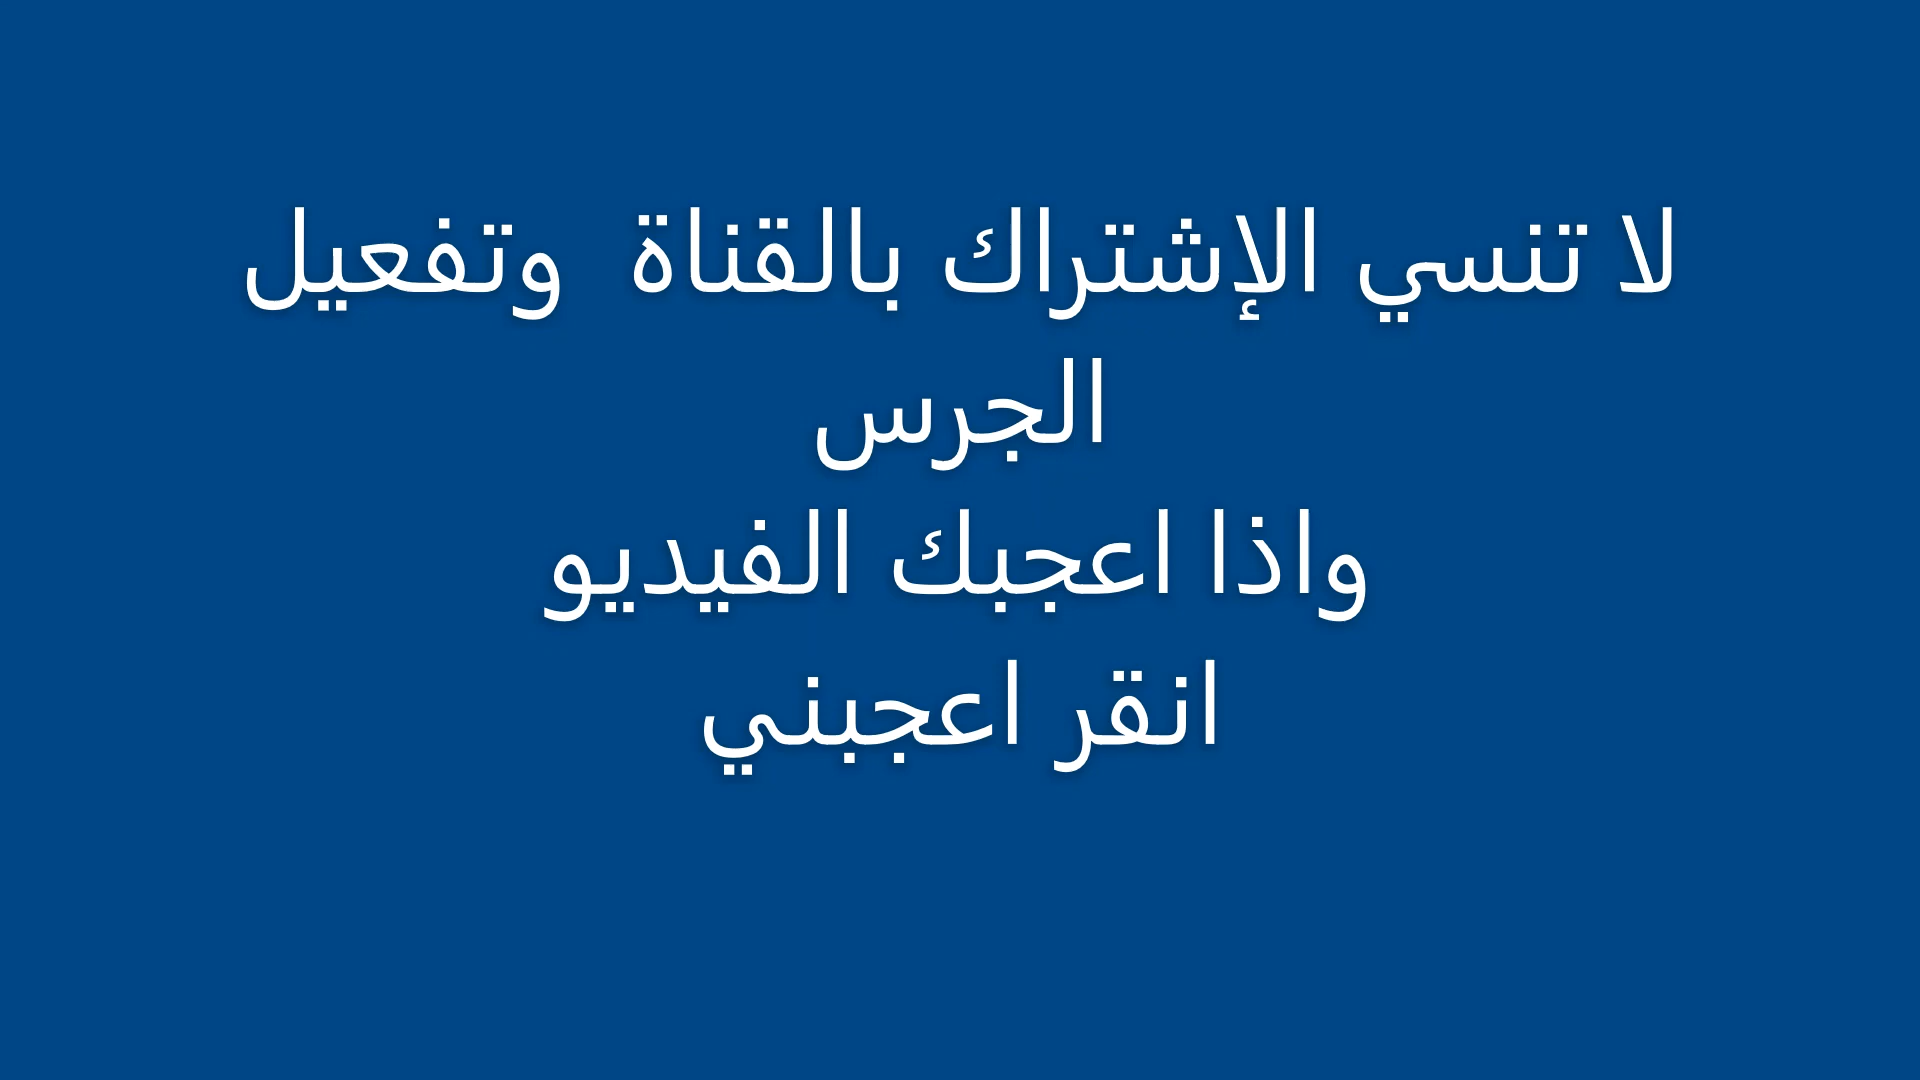 لا تنسي الإشتراك بالقناة  وتفعيل
الجرس
واذا اعجبك الفيديو
انقر اعجبني